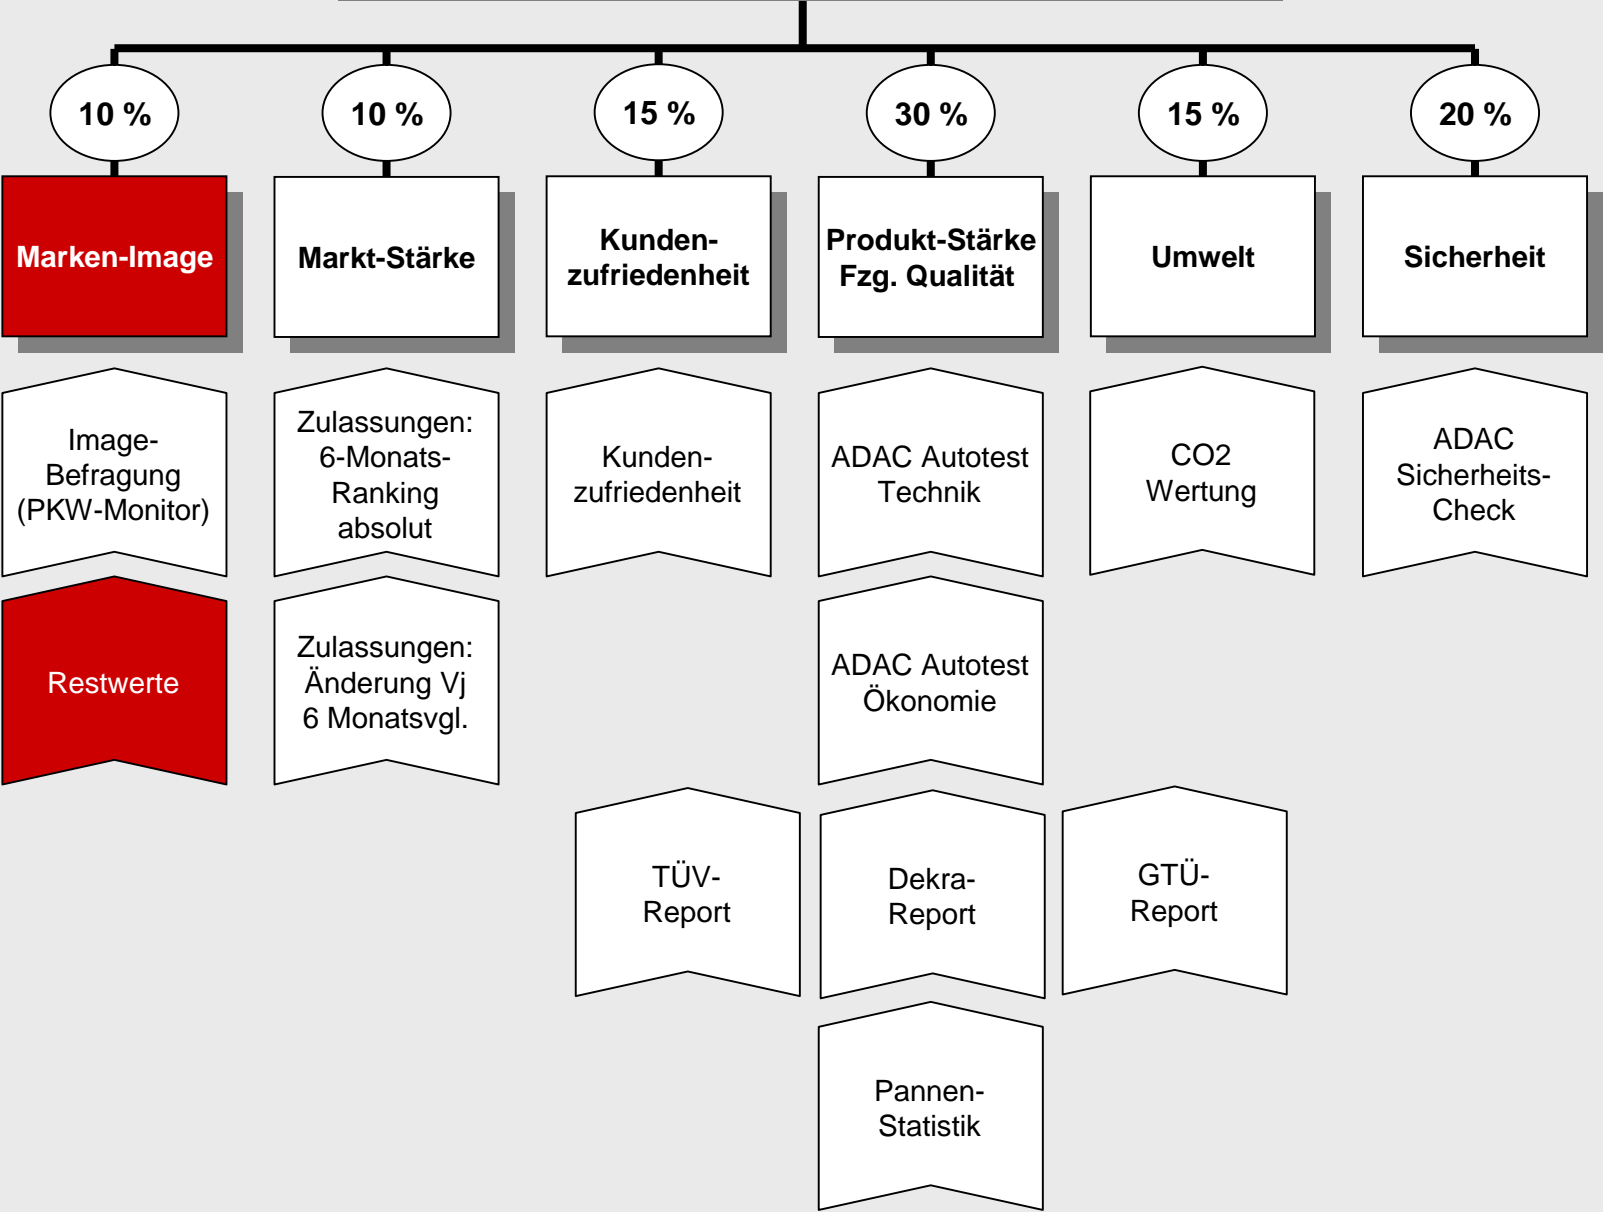 10 %
10 %
15 %
30 %
15 %
20 %
Marken-Image
Markt-Stärke
Kunden-
zufriedenheit
Produkt-Stärke
Fzg. Qualität
Umwelt
Sicherheit
Image-
Befragung
(PKW-Monitor)
Zulassungen:
6-Monats-
Ranking
absolut
Kunden-
zufriedenheit
ADAC Autotest
Technik
CO2
Wertung
ADAC
Sicherheits-
Check
Restwerte
Zulassungen:
Änderung Vj
6 Monatsvgl.
ADAC Autotest
Ökonomie
TÜV-
Report
Dekra-
Report
GTÜ-
Report
Pannen-
Statistik